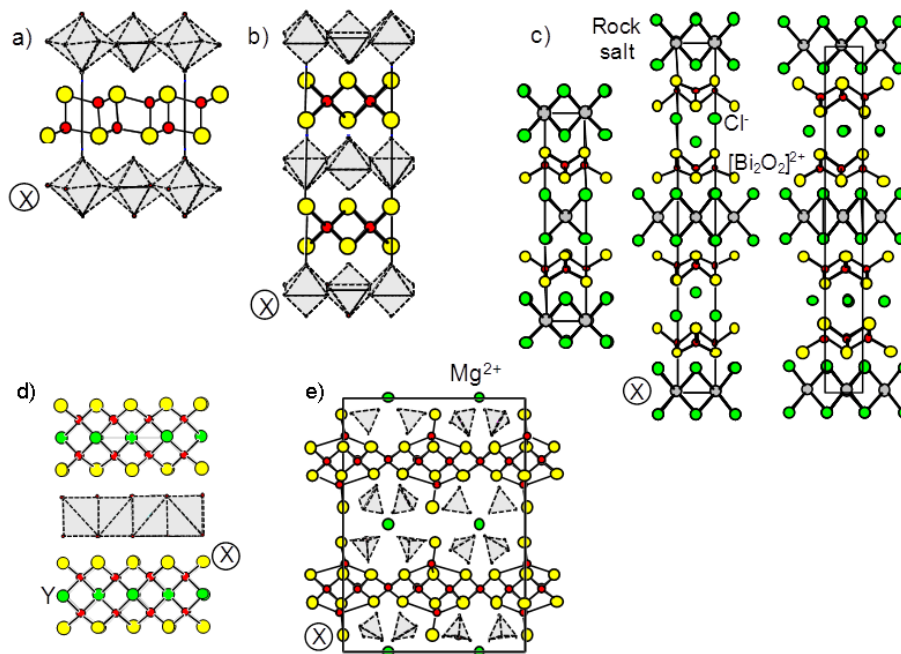 a)
b)
c)
Rock
salt
Cl⁻
[Bi₂O₂]²⁺
X
X
X
d)
e)
Mg²⁺
X
Y
X